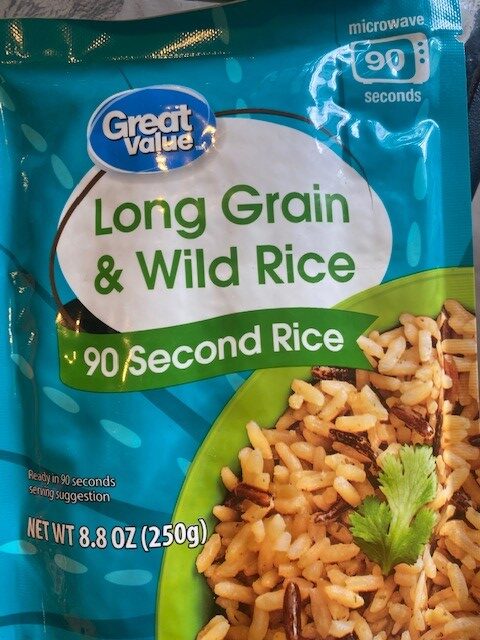 microwave
90
seconds
Great
Value
Long Grain
& Wild Rice
90 Second Rice
Ready in 90 seconds
serving suggestion
NET WT 8.8 OZ (250g)